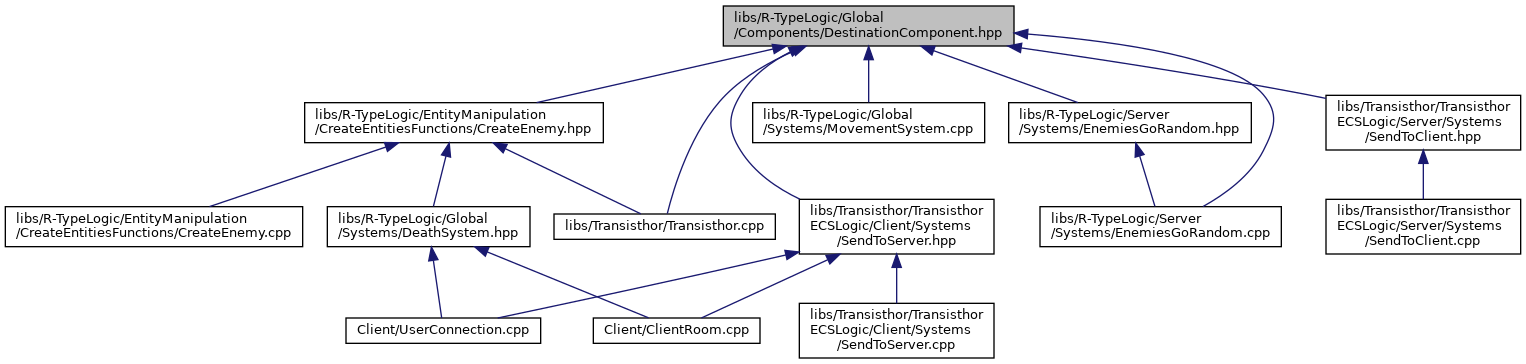 libs/R-TypeLogic/Global
/Components/DestinationComponent.hpp
libs/R-TypeLogic/EntityManipulation
/CreateEntitiesFunctions/CreateEnemy.hpp
libs/R-TypeLogic/Global
/Systems/MovementSystem.cpp
libs/R-TypeLogic/Server
/Systems/EnemiesGoRandom.hpp
libs/Transisthor/Transisthor
ECSLogic/Server/Systems
/SendToClient.hpp
libs/R-TypeLogic/EntityManipulation
/CreateEntitiesFunctions/CreateEnemy.cpp
libs/R-TypeLogic/Global
/Systems/DeathSystem.hpp
libs/Transisthor/Transisthor.cpp
libs/Transisthor/Transisthor
ECSLogic/Client/Systems
/SendToServer.hpp
libs/R-TypeLogic/Server
/Systems/EnemiesGoRandom.cpp
libs/Transisthor/Transisthor
ECSLogic/Server/Systems
/SendToClient.cpp
Client/UserConnection.cpp
Client/ClientRoom.cpp
libs/Transisthor/Transisthor
ECSLogic/Client/Systems
/SendToServer.cpp